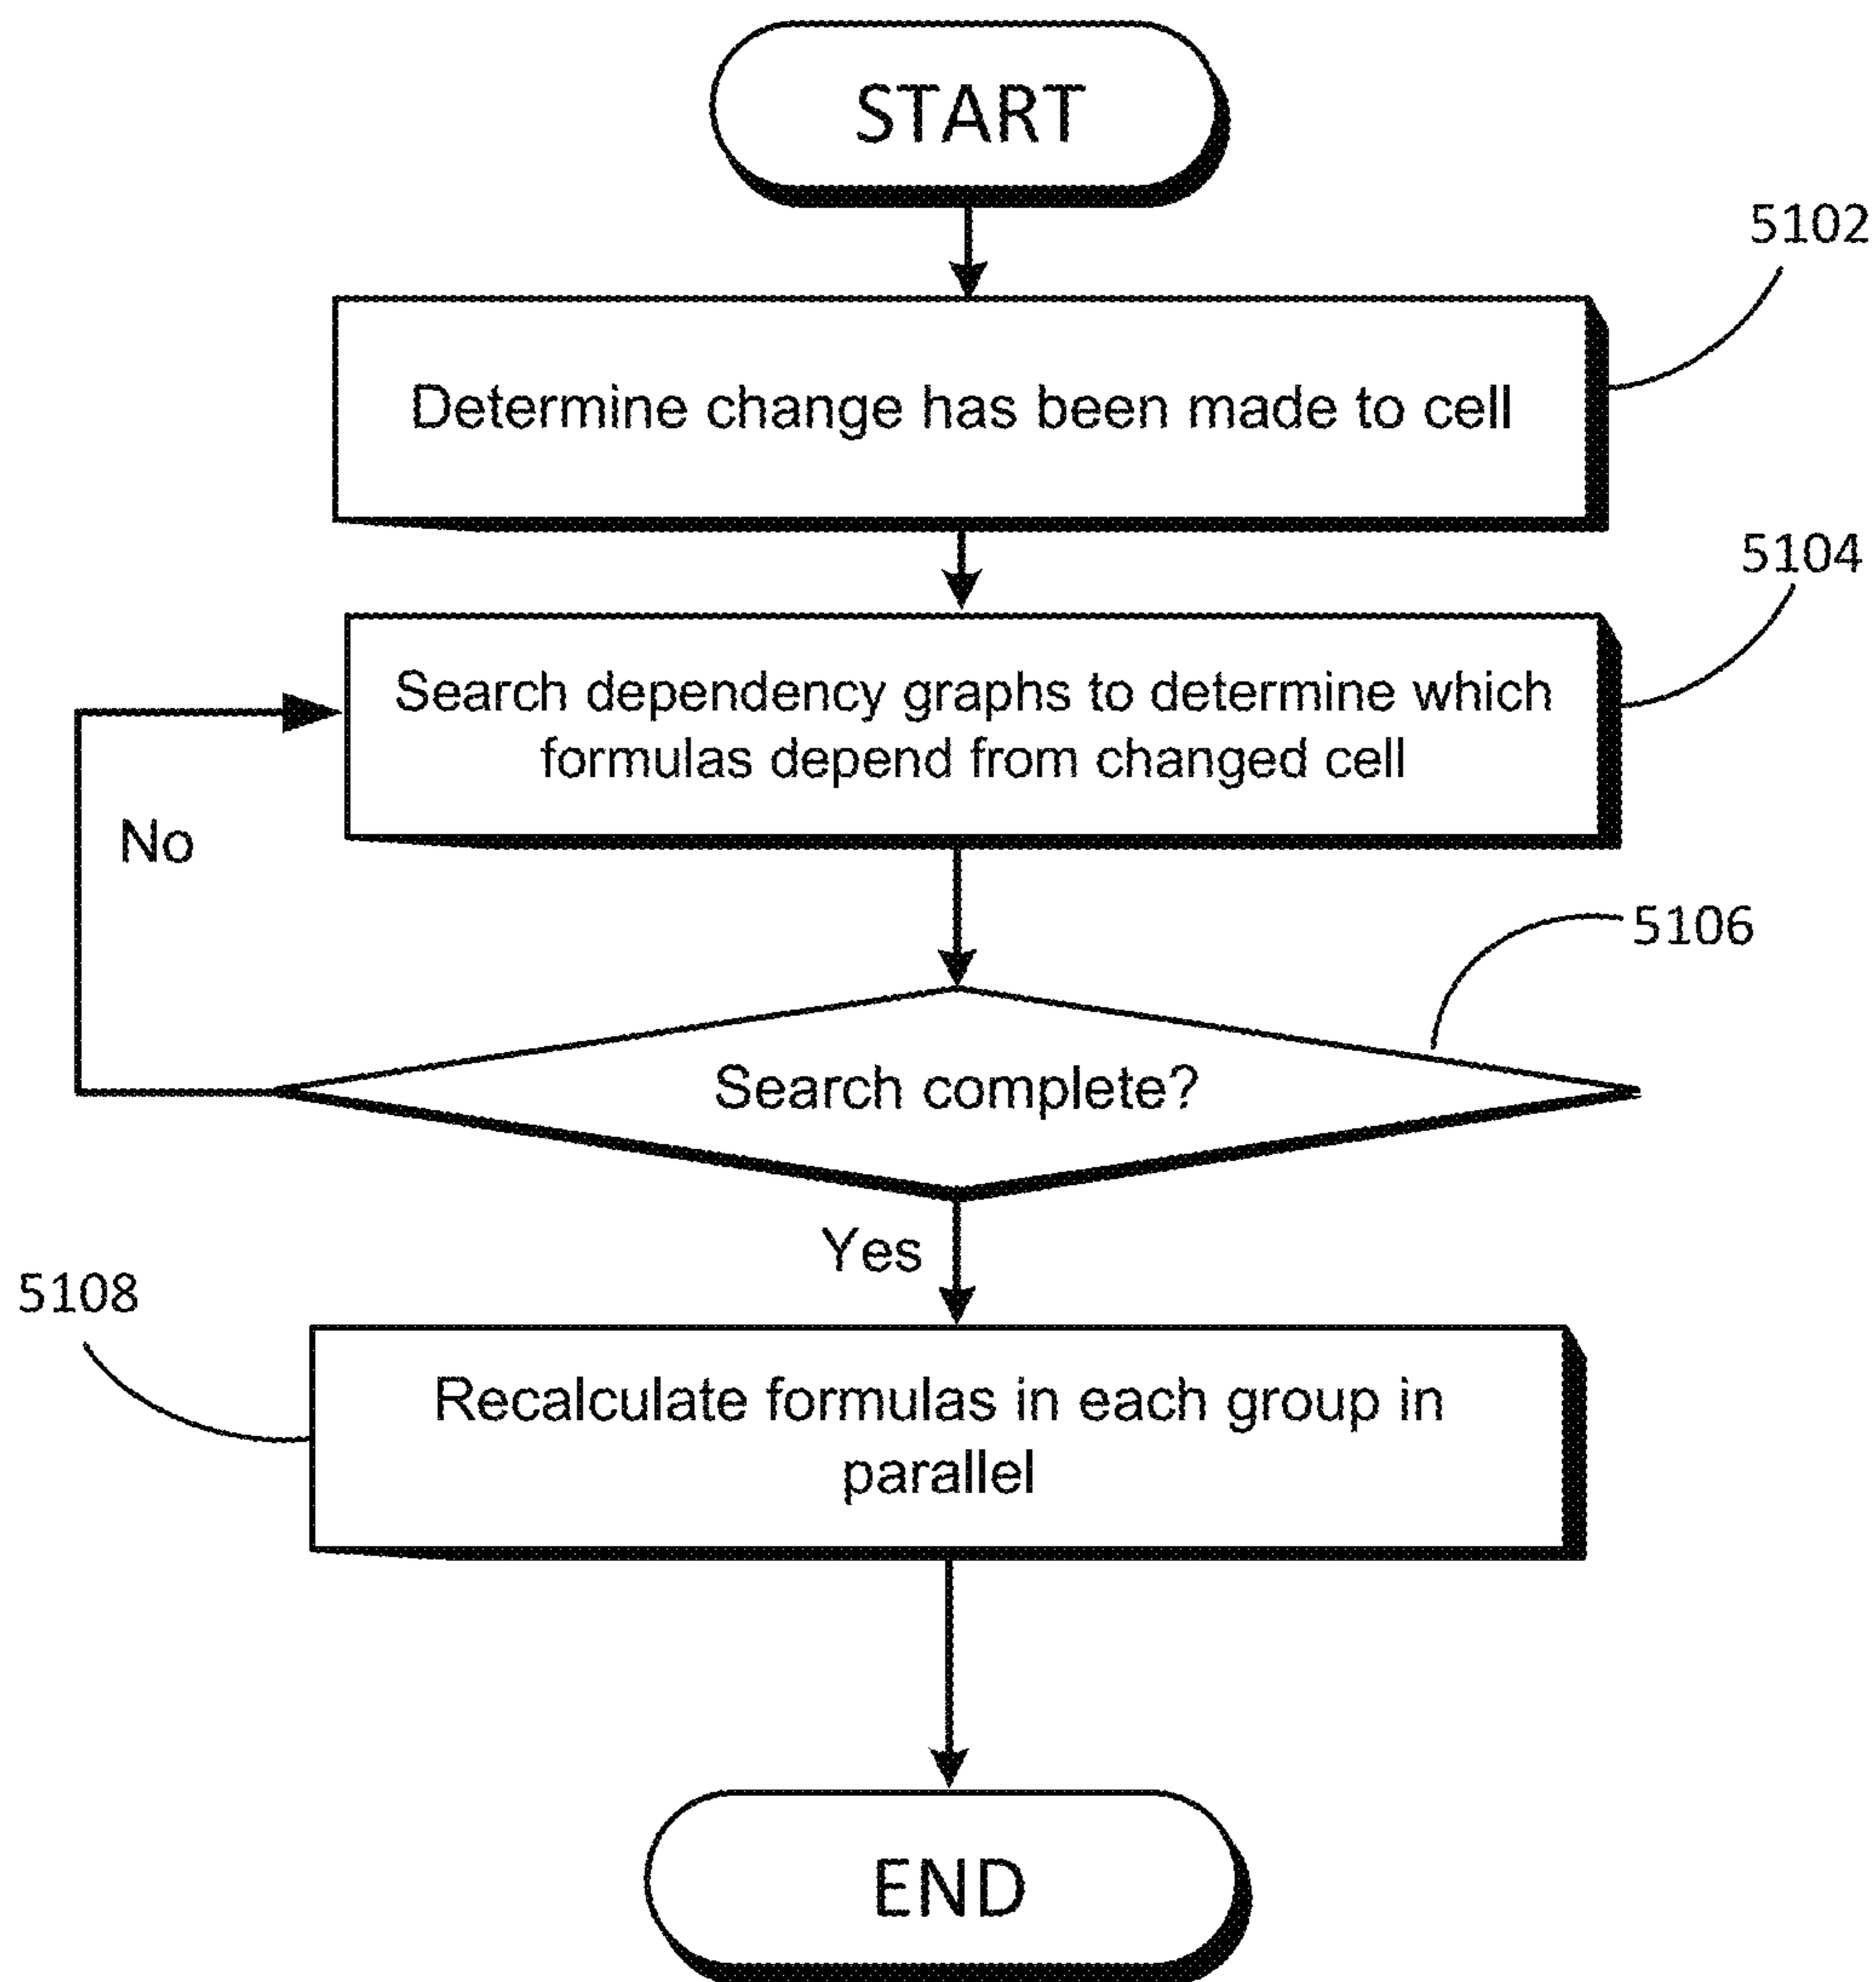 START
5102
Determine change has been made to cell
5104
Search dependency graphs to determine which
formulas depend from changed cell
No
5106
Search complete?
Yes
5108
Recalculate formulas in each group in
parallel
END